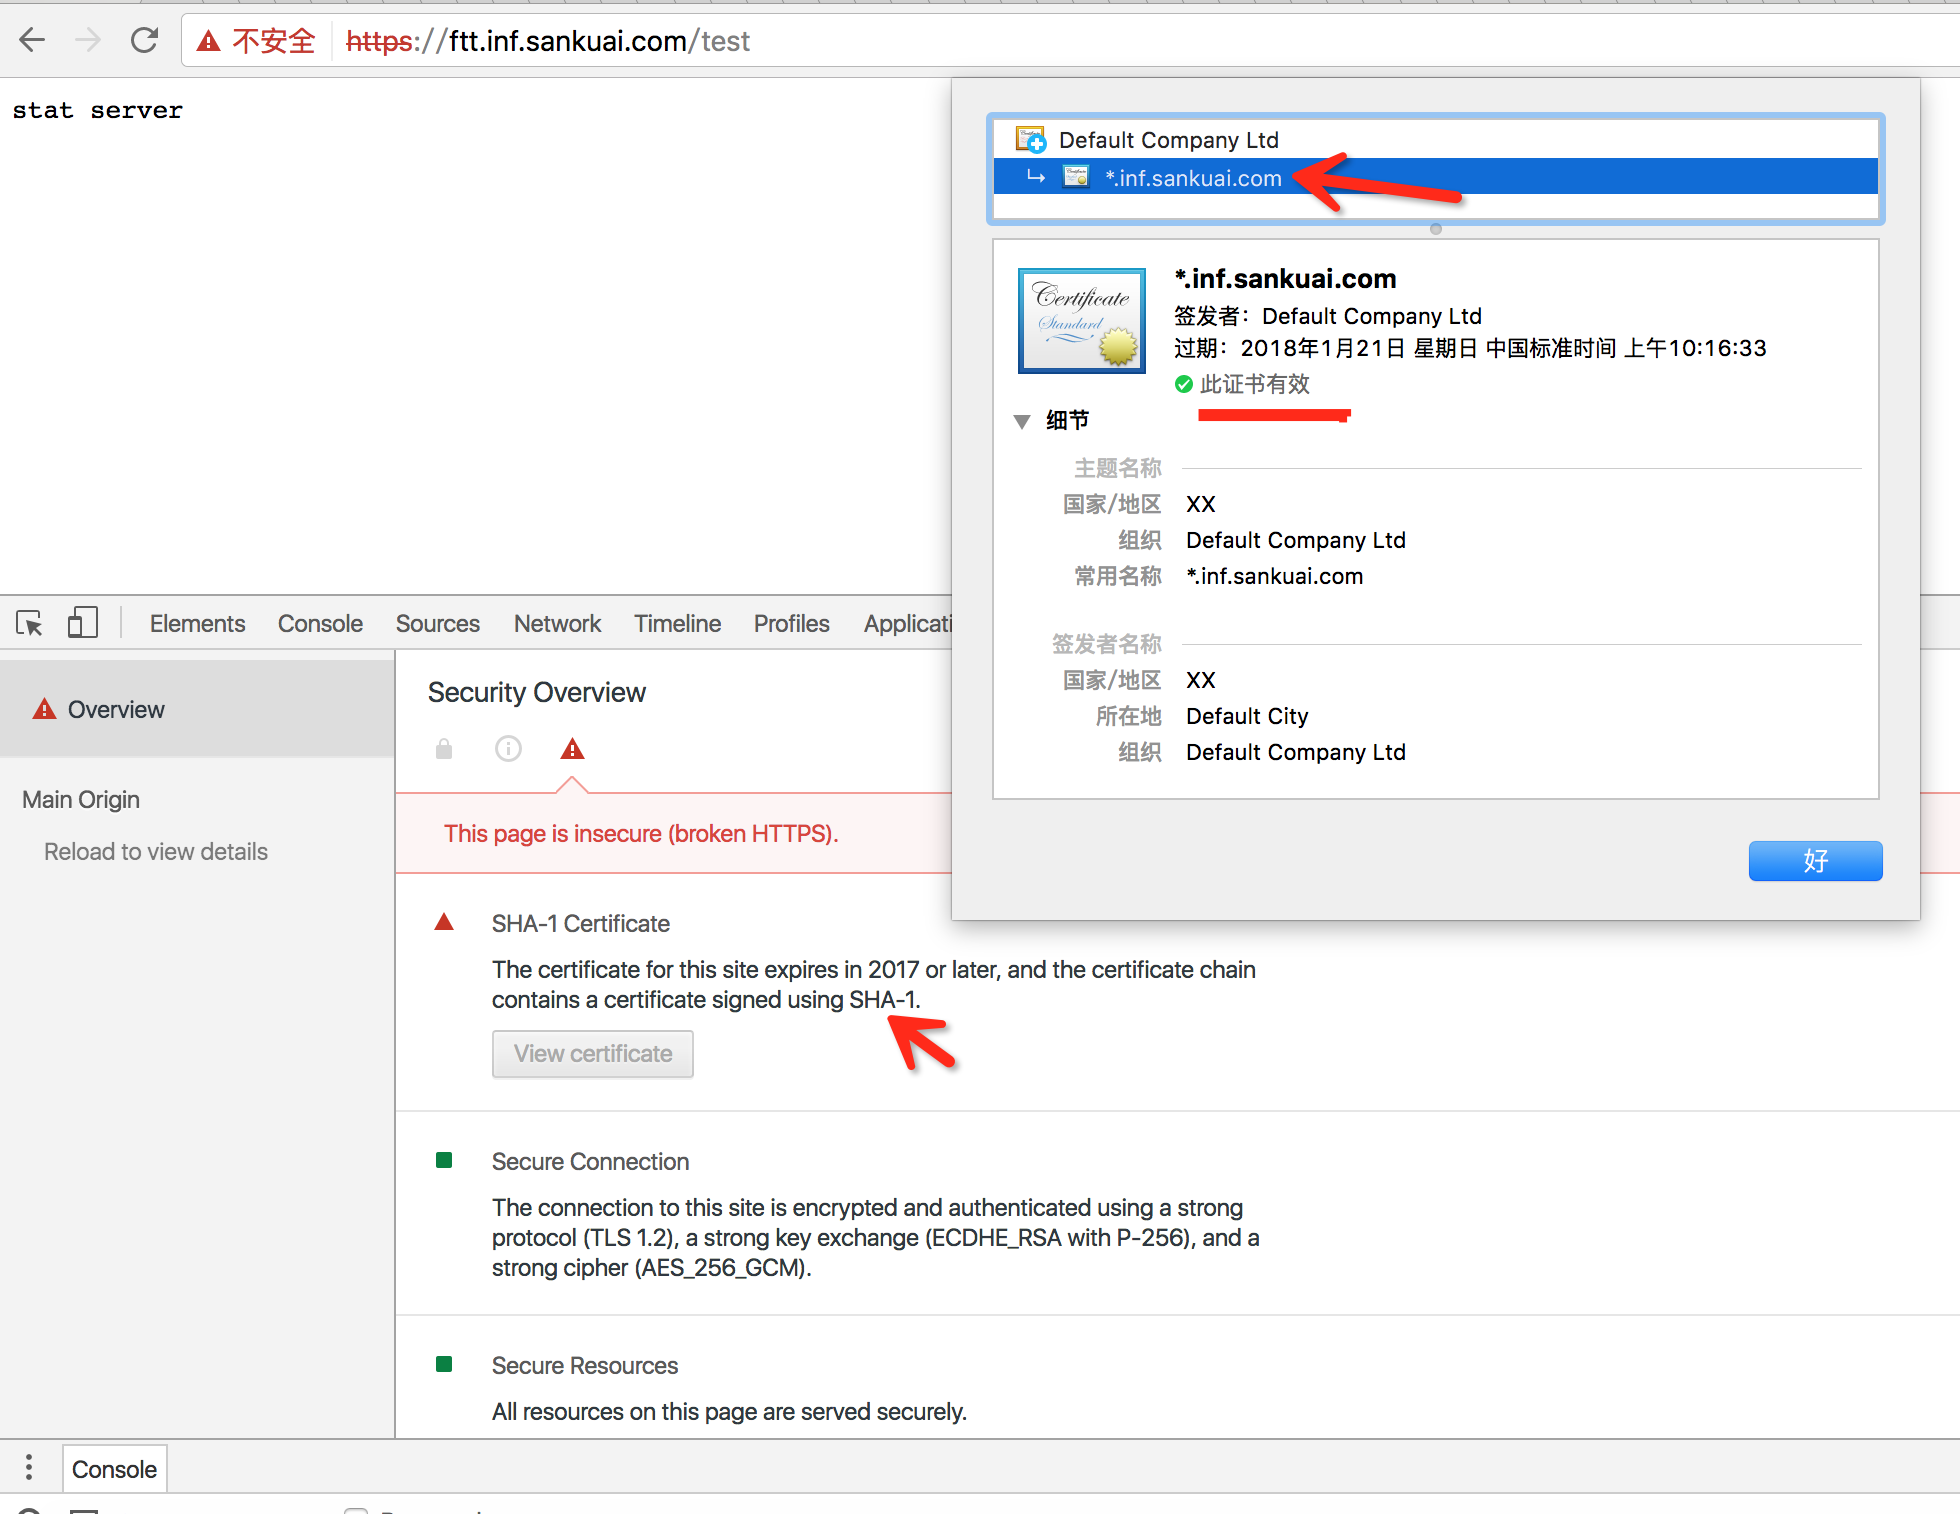 不安全 https://ftt.inf.sankuai.com/test
stat server
Default Company Ltd
*.inf.sankuai.com
Certificate
Standard
*.inf.sankuai.com
签发者：Default Company Ltd
过期：2018年1月21日 星期日 中国标准时间 上午10:16:33
此证书有效
细节
主题名称
国家/地区 XX
组织 Default Company Ltd
常用名称 *.inf.sankuai.com
签发者名称
国家/地区 XX
所在地 Default City
组织 Default Company Ltd
好
Elements Console Sources Network Timeline Profiles Applicati
Overview
Main Origin
Reload to view details
Security Overview
This page is insecure (broken HTTPS).
SHA-1 Certificate
The certificate for this site expires in 2017 or later, and the certificate chain
contains a certificate signed using SHA-1.
View certificate
Secure Connection
The connection to this site is encrypted and authenticated using a strong
protocol (TLS 1.2), a strong key exchange (ECDHE_RSA with P-256), and a
strong cipher (AES_256_GCM).
Secure Resources
All resources on this page are served securely.
Console